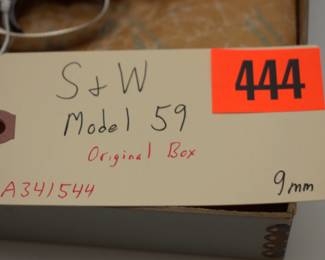 S & W
444
Model 59
Original Box
A341544
9mm